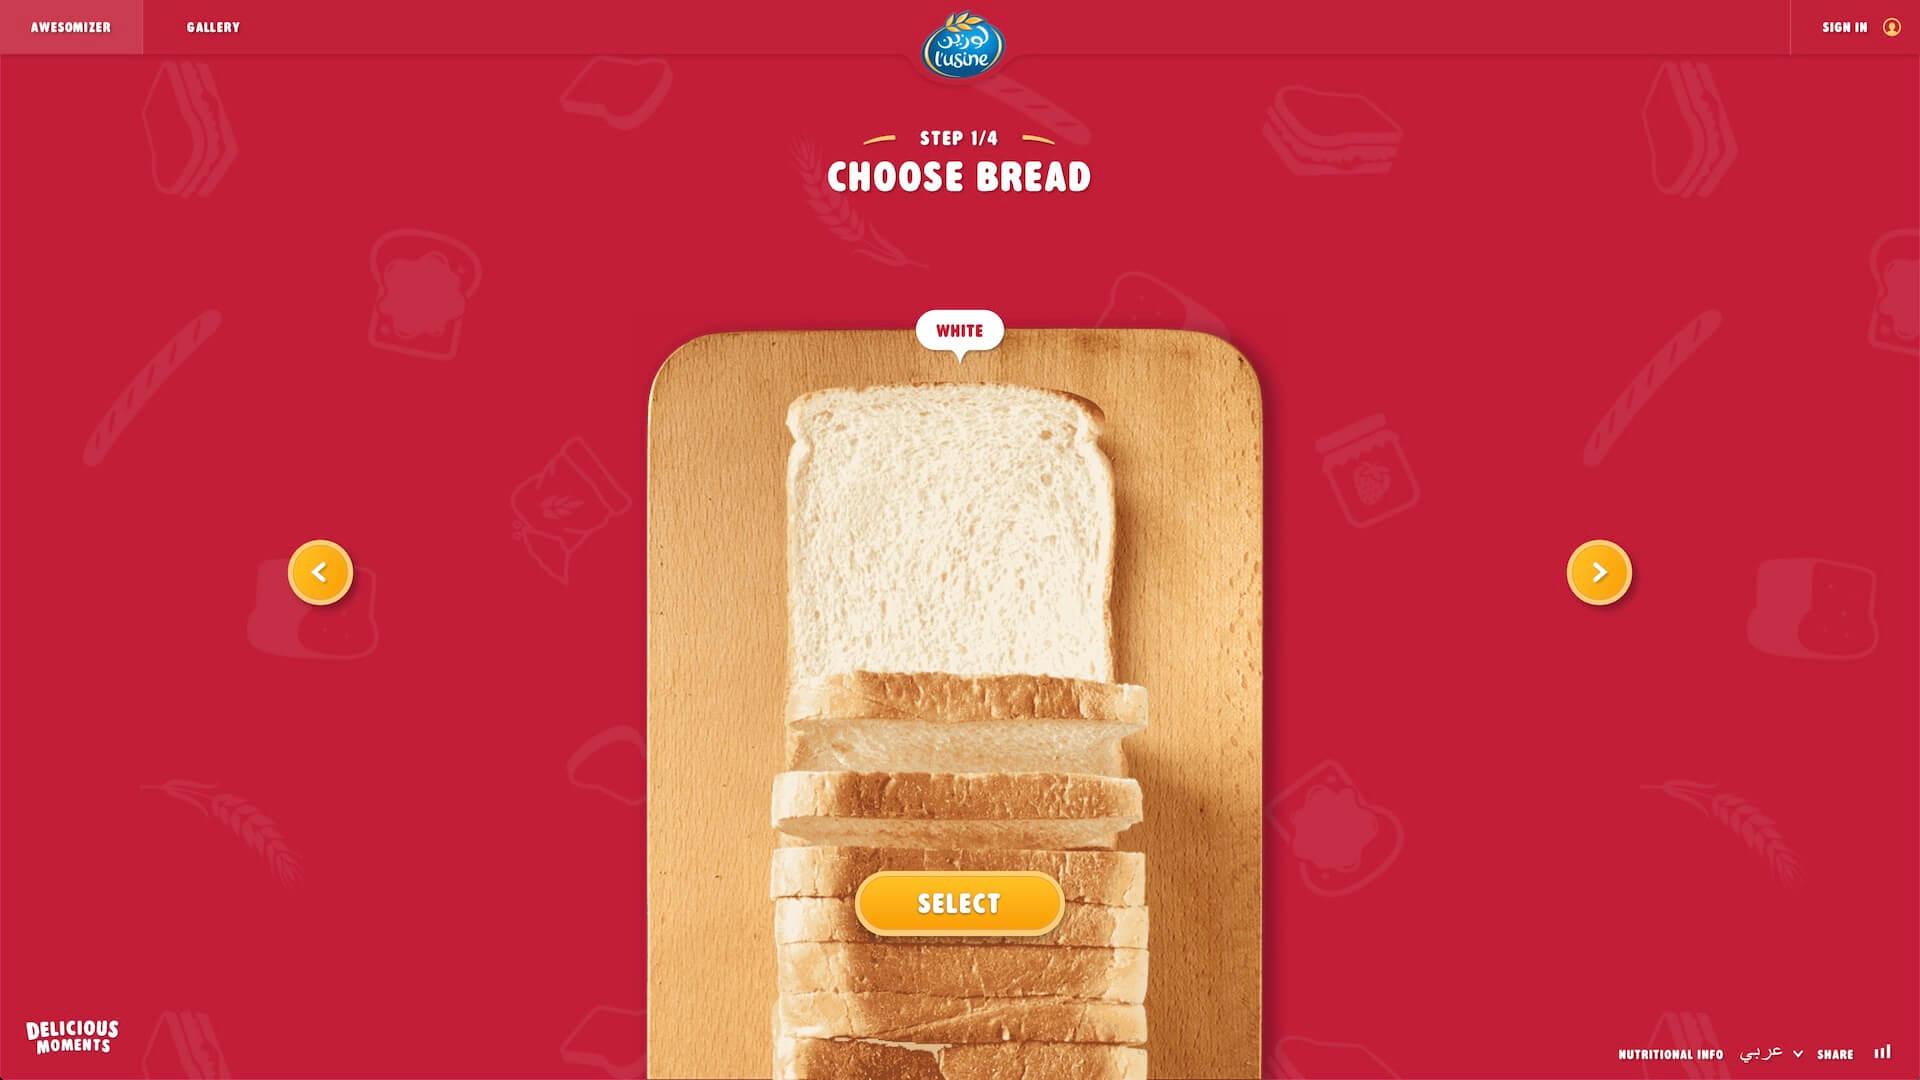 AWESOMIZER
GALLERY
لوزين
l'usine
SIGN IN
STEP 1/4
CHOOSE BREAD
WHITE
SELECT
DELICIOUS
MOMENTS
NUTRITIONAL INFO
عربي
SHARE